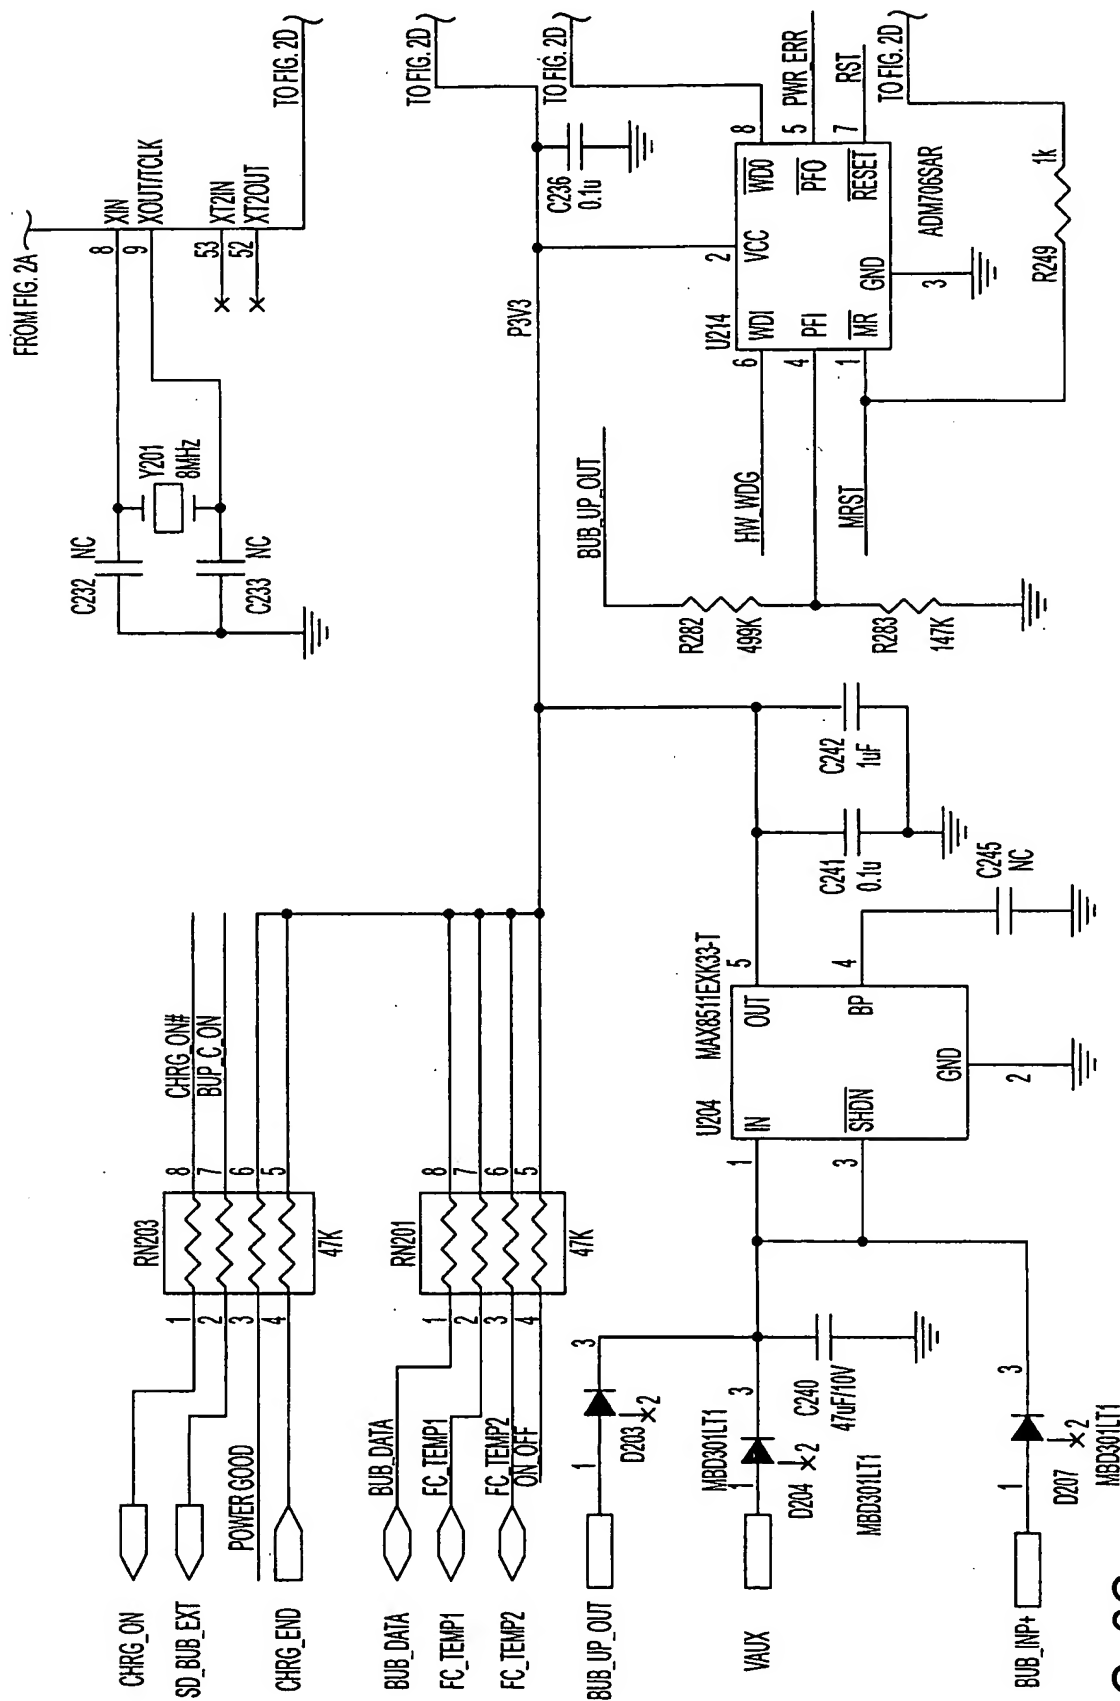 FROM FIG. 2A
8
XIN
9
XOUT/TCLK
53
XT2IN
52
XT2OUT
TO FIG. 2D
Y201
8MHz
C232
NC
C233
NC
CHRG_ON
SD_BUB_EXT
POWER GOOD
CHRG_END
RN203
1
2
3
4
8
7
6
5
47K
CHRG_ON#
BUP_C_ON
BUB_DATA
FC_TEMP1
FC_TEMP2
BUB_DATA
FC_TEMP1
FC_TEMP2
ON_OFF
RN201
1
2
3
4
8
7
6
5
47K
P3V3
TO FIG. 2D
TO FIG. 2D
C236
0.1u
BUB_UP_OUT
R282
499K
R283
147K
HW_WDG
MRST
U214
2
VCC
6
WDI
4
PFI
1
MR
8
WDO
5
PFO
7
RESET
GND
3
ADM706SAR
PWR_ERR
RST
TO FIG. 2D
R249
1k
BUB_UP_OUT
1
3
D203
2
MBD301LT1
VAUX
1
3
D204
2
MBD301LT1
C240
47uF/10V
BUB_INP+
1
3
D207
2
MBD301LT1
U204
MAX8511EXK33-T
1
IN
3
SHDN
OUT
5
BP
4
GND
2
C241
0.1u
C242
1uF
C245
NC